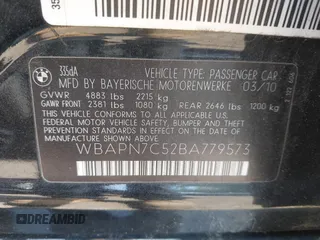 35
335dA
VEHICLE TYPE: PASSENGER CAR
MFD BY BAYERISCHE MOTORENWERKE 03/10
GVWR 4883 lbs 2215 kg
GAWR FRONT 2381 lbs 1080 kg REAR 2646 lbs 1200 kg
THIS VEHICLE CONFORMS TO ALL APPLICABLE FEDERAL
MOTOR VEHICLE SAFETY, BUMPER, AND THEFT
PREVENTION STANDARDS IN EFFECT ON THE DATE OF
MANUFACTURE SHOWN ABOVE.
WBAPN7C52BA779573
DREAMBID